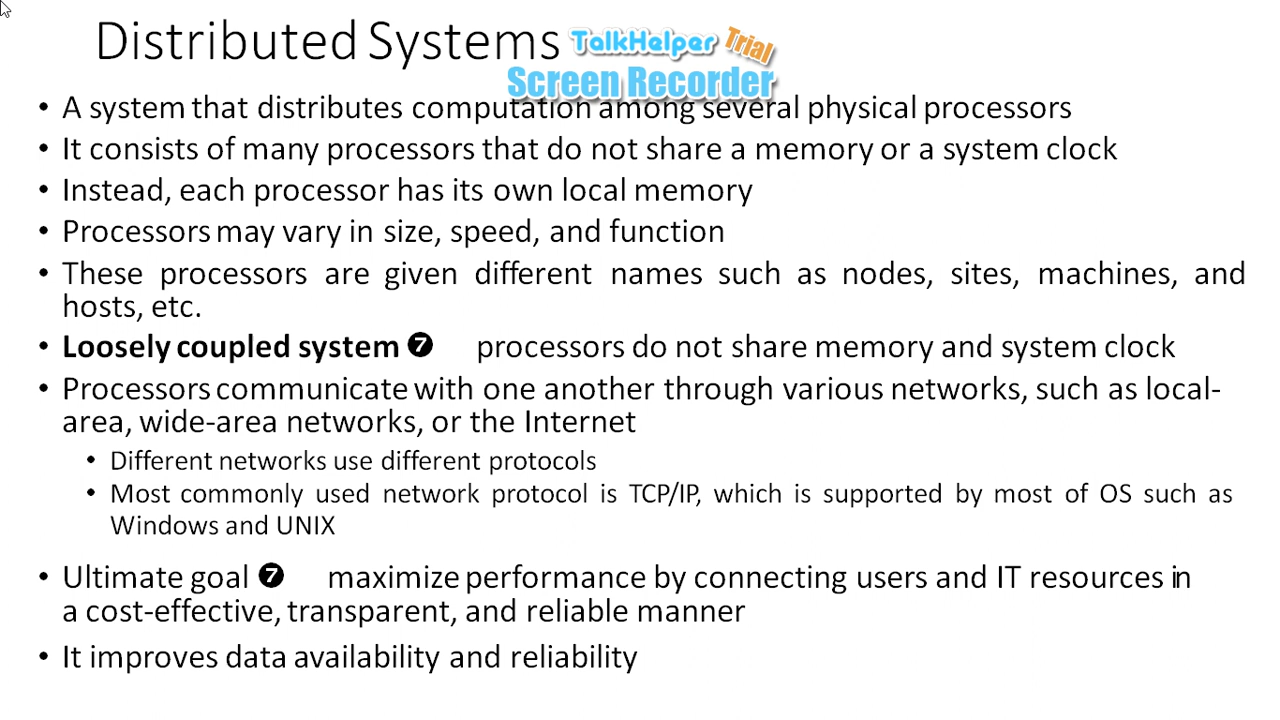 Distributed Systems
TalkHelper Trial
Screen Recorder
• A system that distributes computation among several physical processors
• It consists of many processors that do not share a memory or a system clock
• Instead, each processor has its own local memory
• Processors may vary in size, speed, and function
• These processors are given different names such as nodes, sites, machines, and
hosts, etc.
• Loosely coupled system ❼ processors do not share memory and system clock
• Processors communicate with one another through various networks, such as local-
area, wide-area networks, or the Internet
• Different networks use different protocols
• Most commonly used network protocol is TCP/IP, which is supported by most of OS such as
Windows and UNIX
• Ultimate goal ❼ maximize performance by connecting users and IT resources in
a cost-effective, transparent, and reliable manner
• It improves data availability and reliability